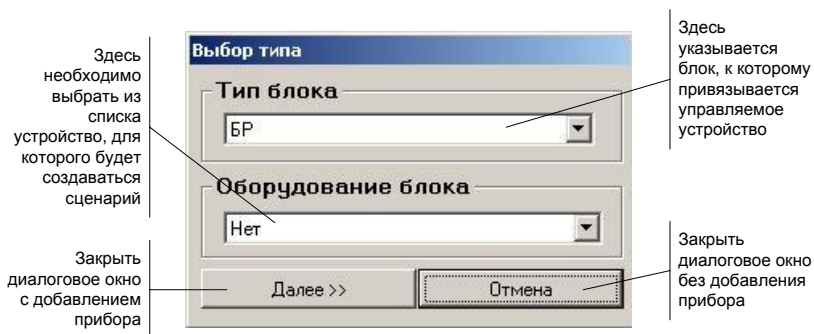 Здесь
необходимо
выбрать из
списка
устройство, для
которого будет
создаваться
сценарий
Закрыть
диалоговое окно
с добавлением
прибора
Выбор типа
Тип блока
БР
Оборудование блока
Нет
Далее >>
Отмена
Здесь
указывается
блок, к которому
привязывается
управляемое
устройство
Закрыть
диалоговое окно
без добавления
прибора